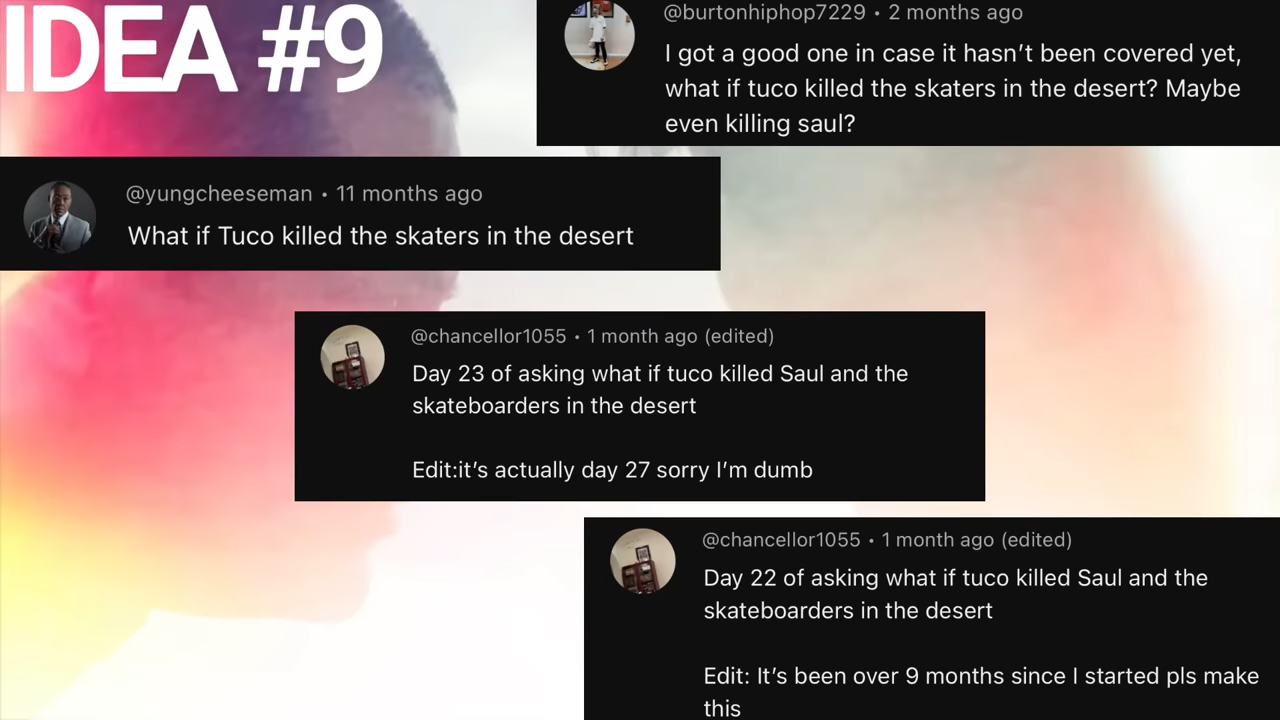 IDEA #9
@burtonhiphop7229 • 2 months ago
I got a good one in case it hasn’t been covered yet,
what if tuco killed the skaters in the desert? Maybe
even killing saul?
@yungcheeseman • 11 months ago
What if Tuco killed the skaters in the desert
@chancellor1055 • 1 month ago (edited)
Day 23 of asking what if tuco killed Saul and the
skateboarders in the desert
Edit:it’s actually day 27 sorry I’m dumb
@chancellor1055 • 1 month ago (edited)
Day 22 of asking what if tuco killed Saul and the
skateboarders in the desert
Edit: It’s been over 9 months since I started pls make
this